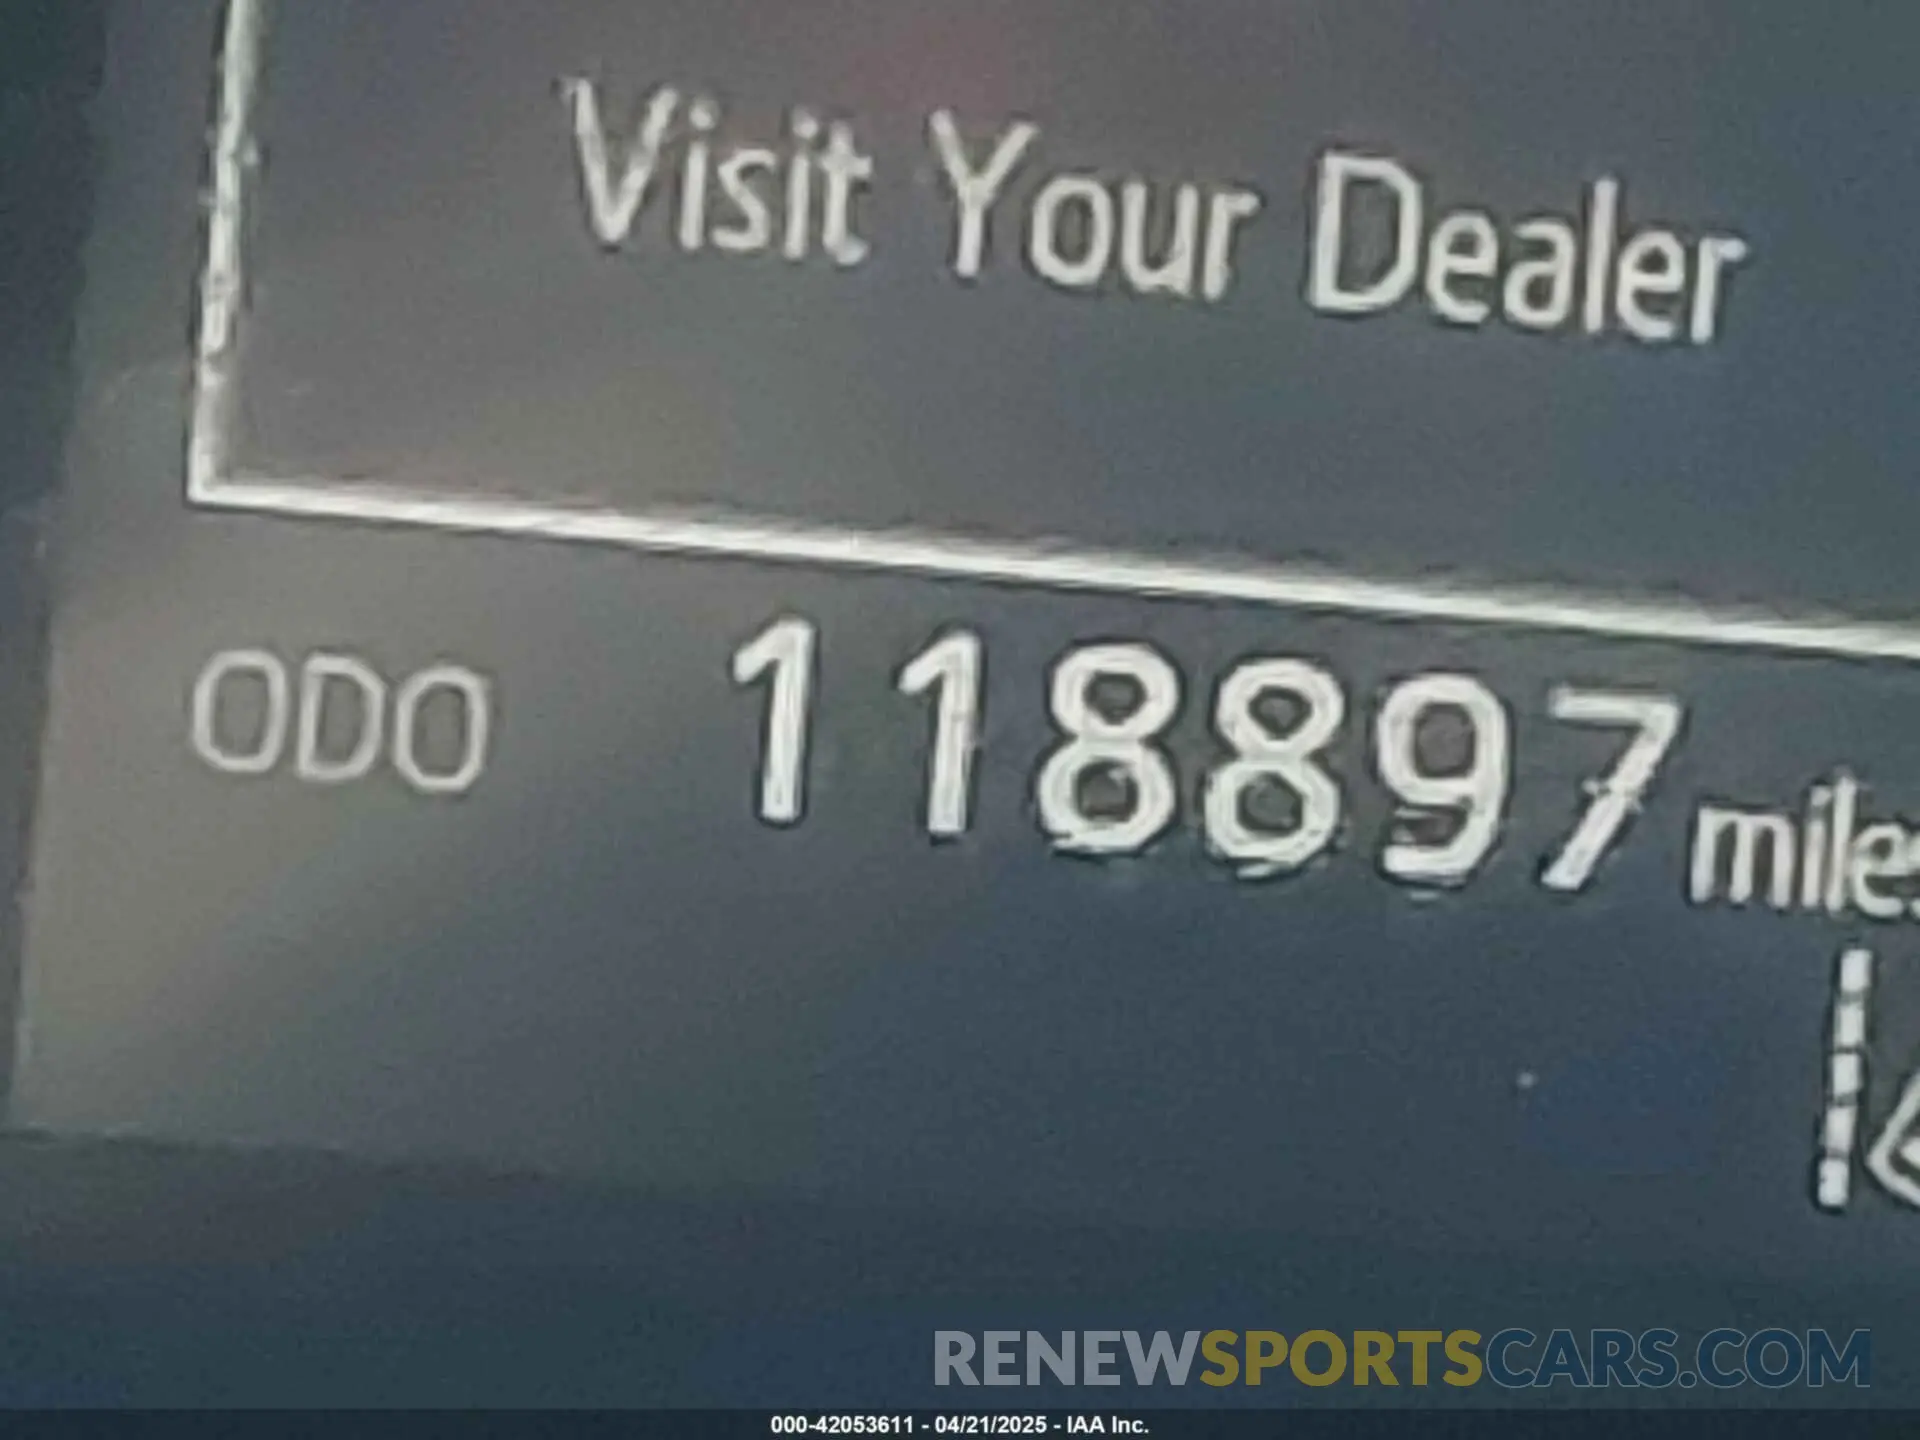 Visit Your Dealer
ODO 118897 miles
RENEWSPORTSCARS.COM
000-42053611 - 04/21/2025 - IAA Inc.